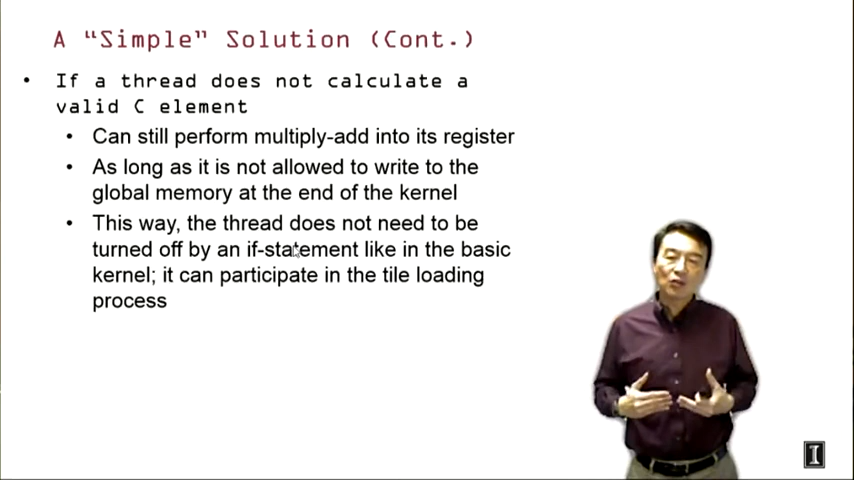 A “Simple” Solution (Cont.)
• If a thread does not calculate a
valid C element
• Can still perform multiply-add into its register
• As long as it is not allowed to write to the
global memory at the end of the kernel
• This way, the thread does not need to be
turned off by an if-statement like in the basic
kernel; it can participate in the tile loading
process
I